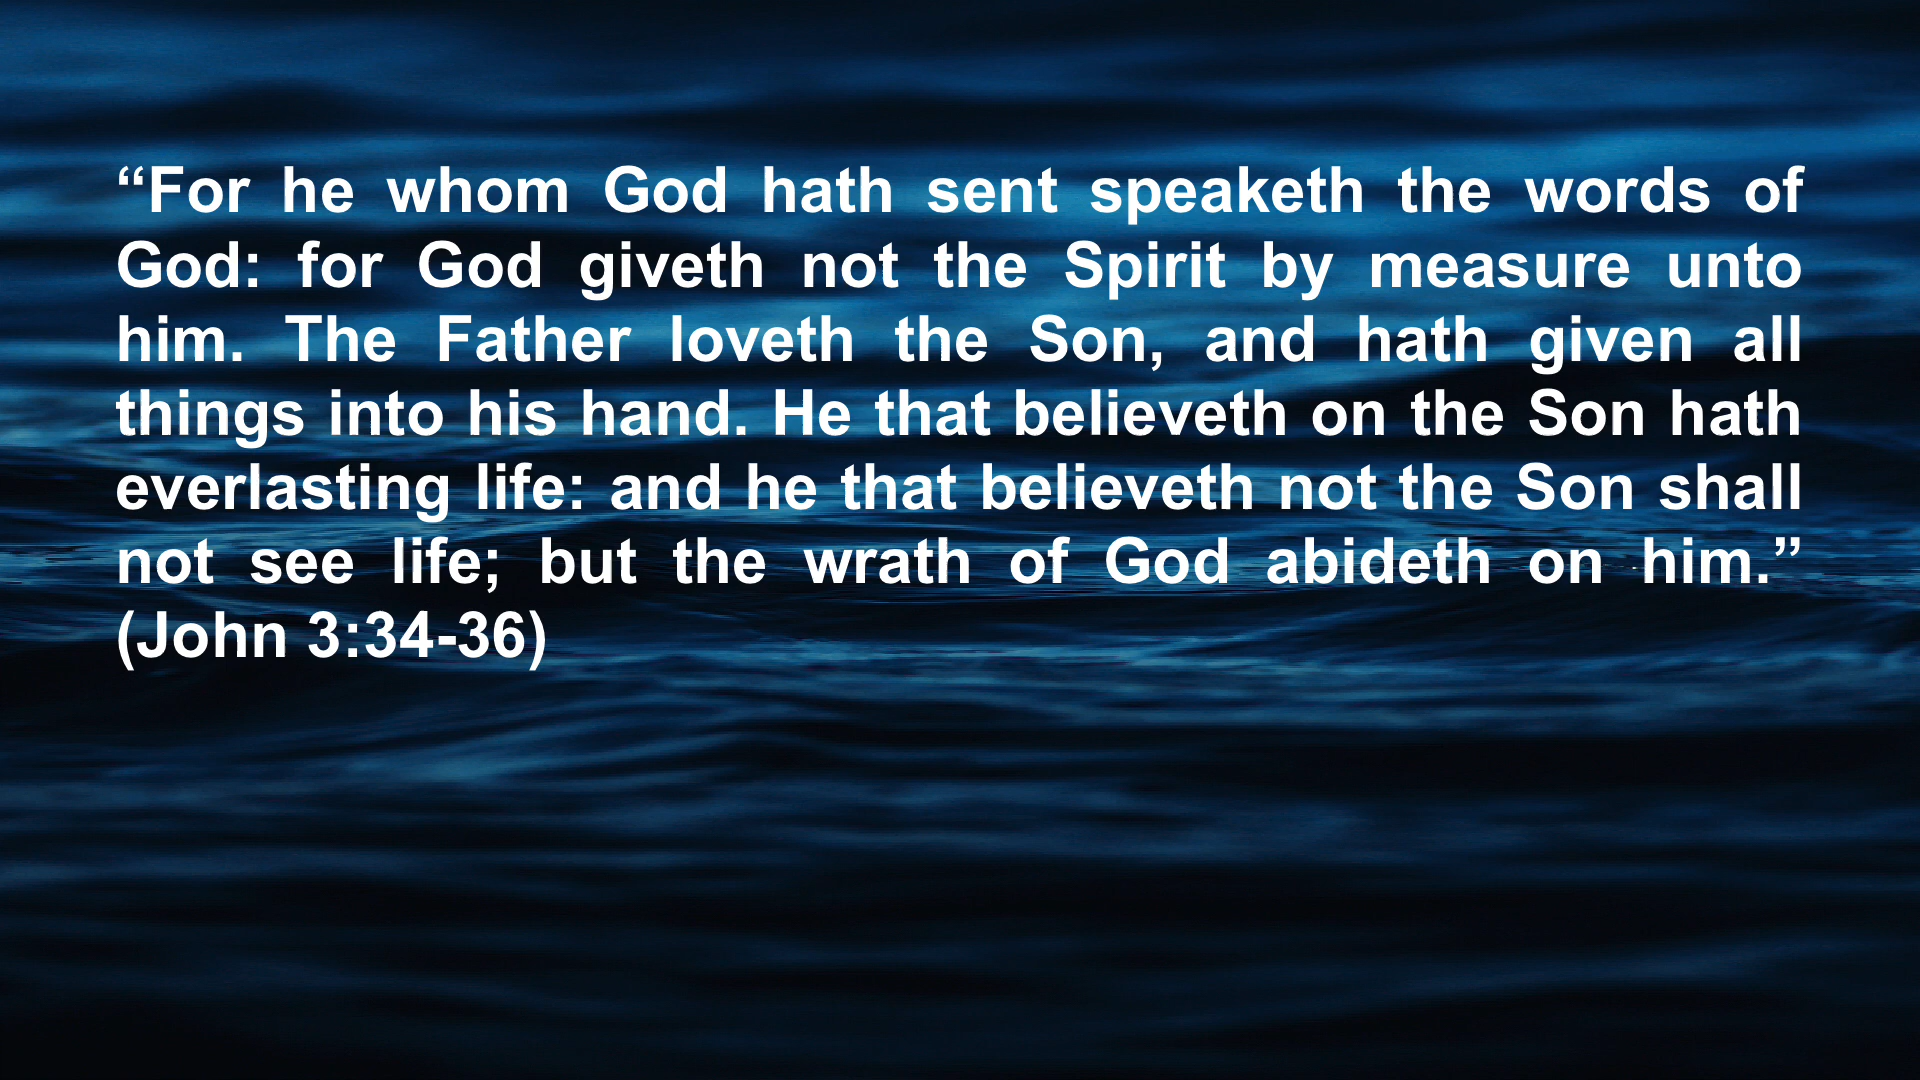 “For he whom God hath sent speaketh the words of
God: for God giveth not the Spirit by measure unto
him. The Father loveth the Son, and hath given all
things into his hand. He that believeth on the Son hath
everlasting life: and he that believeth not the Son shall
not see life; but the wrath of God abideth on him.”
(John 3:34-36)